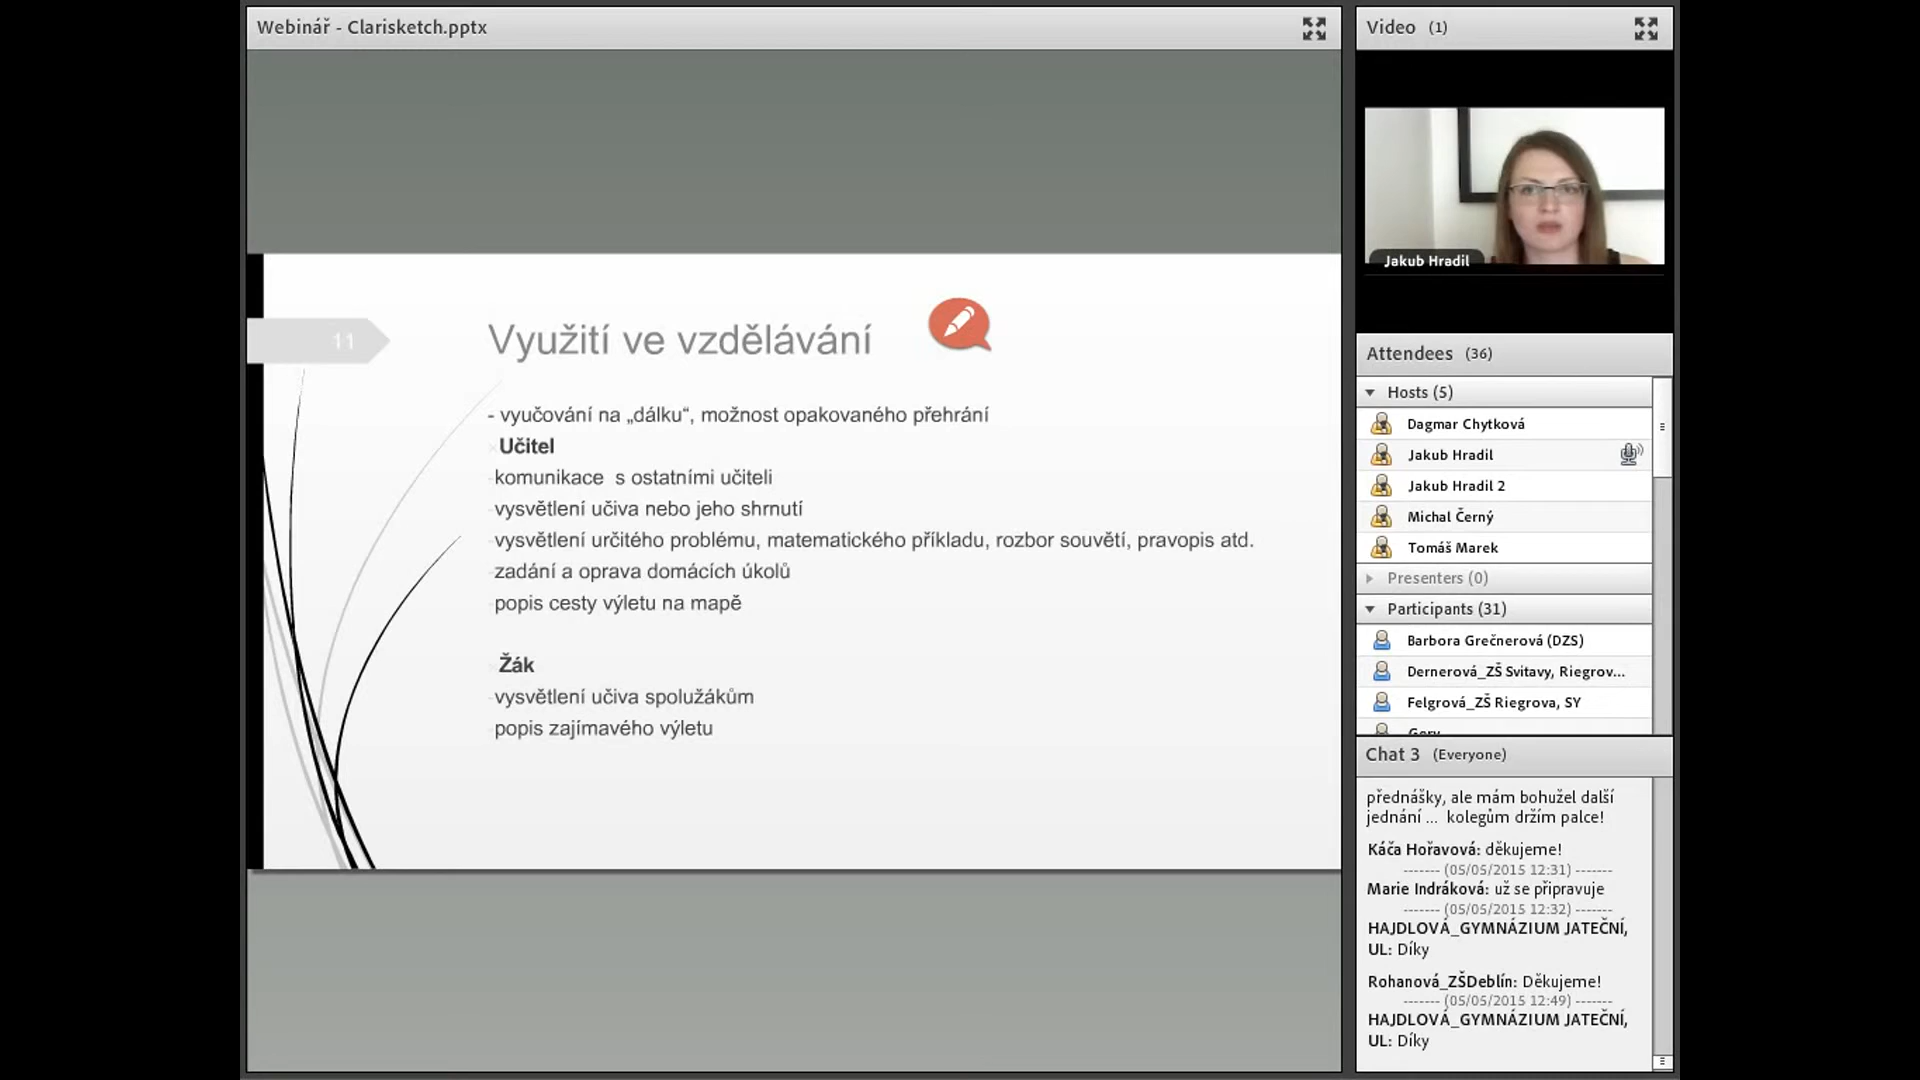 Webinář - Clarisketch.pptx
11
Využití ve vzdělávání
- vyučování na „dálku“, možnost opakovaného přehrání
Učitel
-komunikace  s ostatními učiteli
-vysvětlení učiva nebo jeho shrnutí
-vysvětlení určitého problému, matematického příkladu, rozbor souvětí, pravopis atd.
-zadání a oprava domácích úkolů
-popis cesty výletu na mapě
Žák
-vysvětlení učiva spolužákům
-popis zajímavého výletu
Video (1)
Jakub Hradil
Attendees (36)
Hosts (5)
Dagmar Chytková
Jakub Hradil
Jakub Hradil 2
Michal Černý
Tomáš Marek
Presenters (0)
Participants (31)
Barbora Grečnerová (DZS)
Dernerová_ZŠ Svitavy, Riegrov...
Felgrová_ZŠ Riegrova, SY
Chat 3 (Everyone)
přednášky, ale mám bohužel další
jednání ...  kolegům držím palce!
Káča Hořavová: děkujeme!
------- (05/05/2015 12:31) -------
Marie Indráková: už se připravuje
------- (05/05/2015 12:32) -------
HAJDLOVÁ_GYMNÁZIUM JATEČNÍ,
UL: Díky
Rohanová_ZŠDeblín: Děkujeme!
------- (05/05/2015 12:49) -------
HAJDLOVÁ_GYMNÁZIUM JATEČNÍ,
UL: Díky